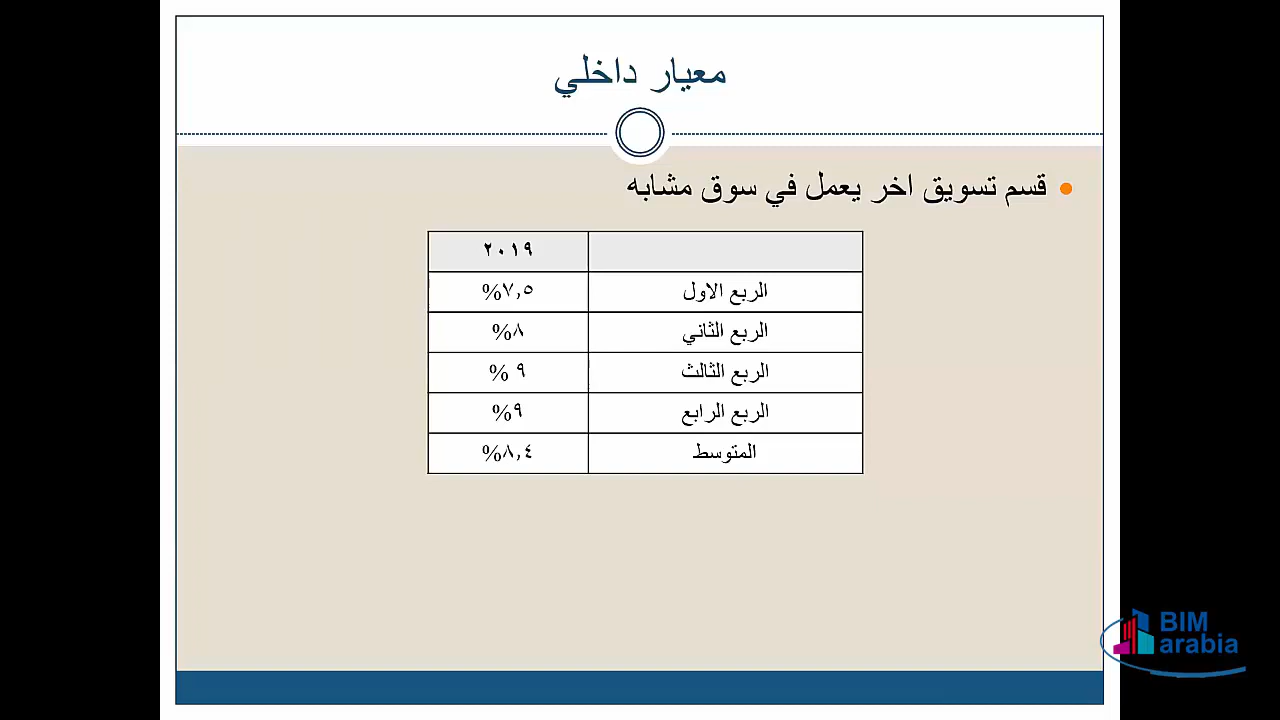 معيار داخلي
قسم تسويق اخر يعمل في سوق مشابه
٢٠١٩
الربع الاول %٧,٥
الربع الثاني %٨
الربع الثالث % ٩
الربع الرابع %٩
المتوسط %٨,٤
BIM
arabia